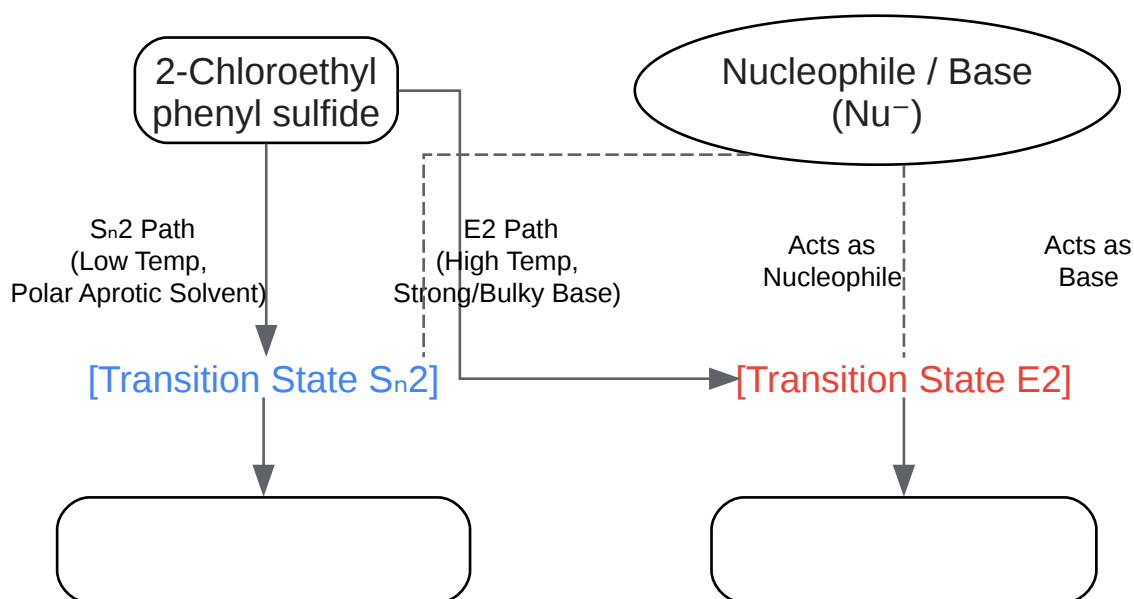 2-Chloroethyl
phenyl sulfide
Nucleophile / Base
(Nu⁻)
Sₙ2 Path
(Low Temp,
Polar Aprotic Solvent)
E2 Path
(High Temp,
Strong/Bulky Base)
Acts as
Nucleophile
Acts as
Base
[Transition State Sₙ2]
[Transition State E2]